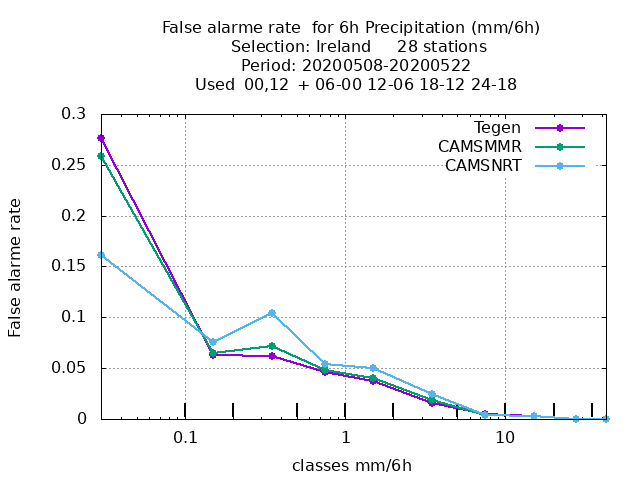 False alarme rate  for 6h Precipitation (mm/6h)
Selection: Ireland     28 stations
Period: 20200508-20200522
Used  00,12  + 06-00 12-06 18-12 24-18
Tegen
CAMSMMR
CAMSNRT
0.3
0.25
0.2
0.15
0.1
0.05
0
False alarme rate
0.1
1
10
classes mm/6h